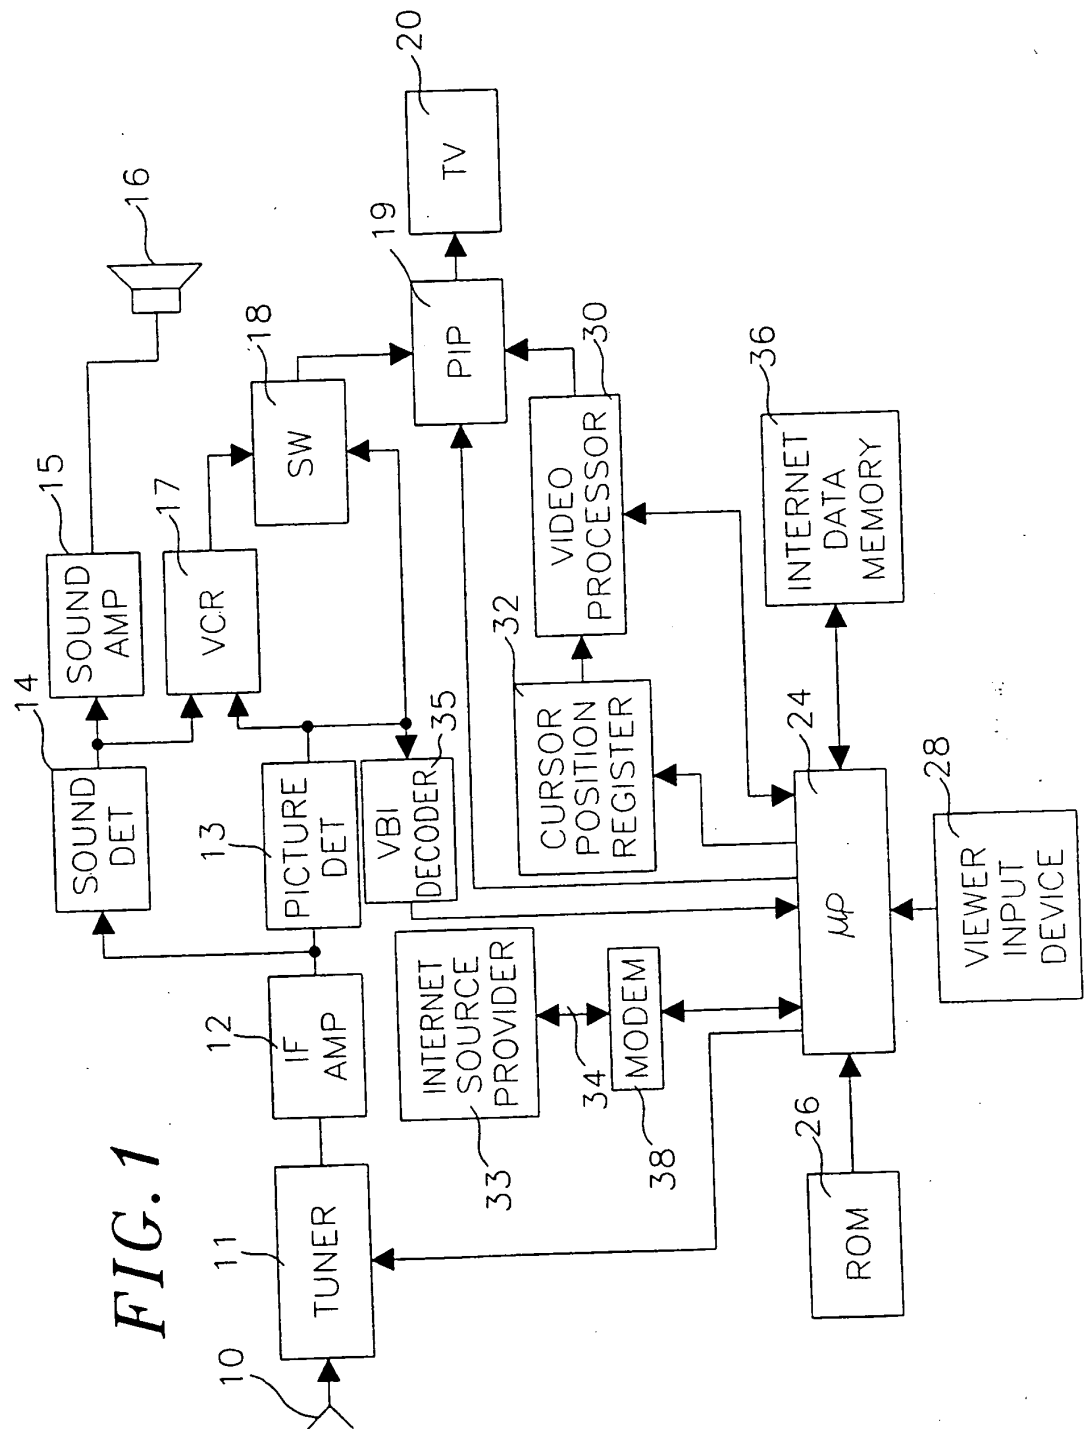 FIG. 1
10
11
TUNER
12
IF
AMP
13
PICTURE
DET
14
SOUND
DET
15
SOUND
AMP
16
17
VCR
18
SW
19
PIP
20
TV
VBI
DECODER
35
INTERNET
SOURCE
PROVIDER
33
34
MODEM
38
32
CURSOR
POSITION
REGISTER
30
VIDEO
PROCESSOR
24
μP
26
ROM
28
VIEWER
INPUT
DEVICE
36
INTERNET
DATA
MEMORY